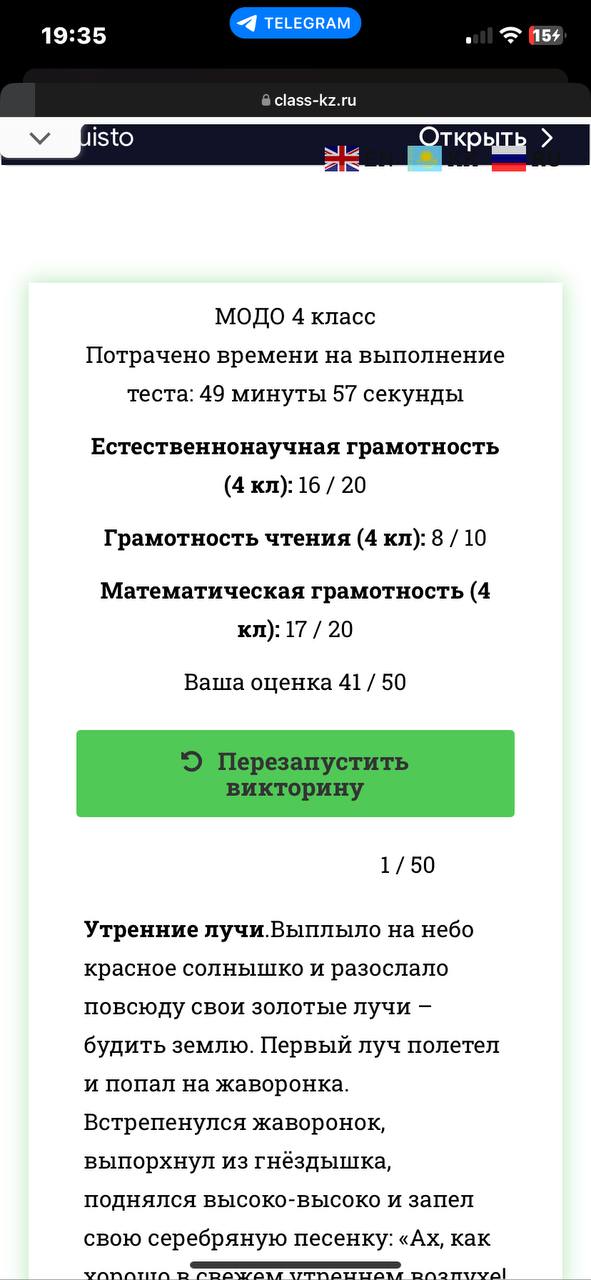 19:35
TELEGRAM
15
class-kz.ru
uisto
Открыть
МОДО 4 класс
Потрачено времени на выполнение
теста: 49 минуты 57 секунды
Естественнонаучная грамотность
(4 кл): 16 / 20
Грамотность чтения (4 кл): 8 / 10
Математическая грамотность (4
кл): 17 / 20
Ваша оценка 41 / 50
Перезапустить
викторину
1 / 50
Утренние лучи.Выплыло на небо
красное солнышко и разослало
повсюду свои золотые лучи –
будить землю. Первый луч полетел
и попал на жаворонка.
Встрепенулся жаворонок,
выпорхнул из гнёздышка,
поднялся высоко-высоко и запел
свою серебряную песенку: «Ах, как
хорошо в свежем утреннем воздухе!